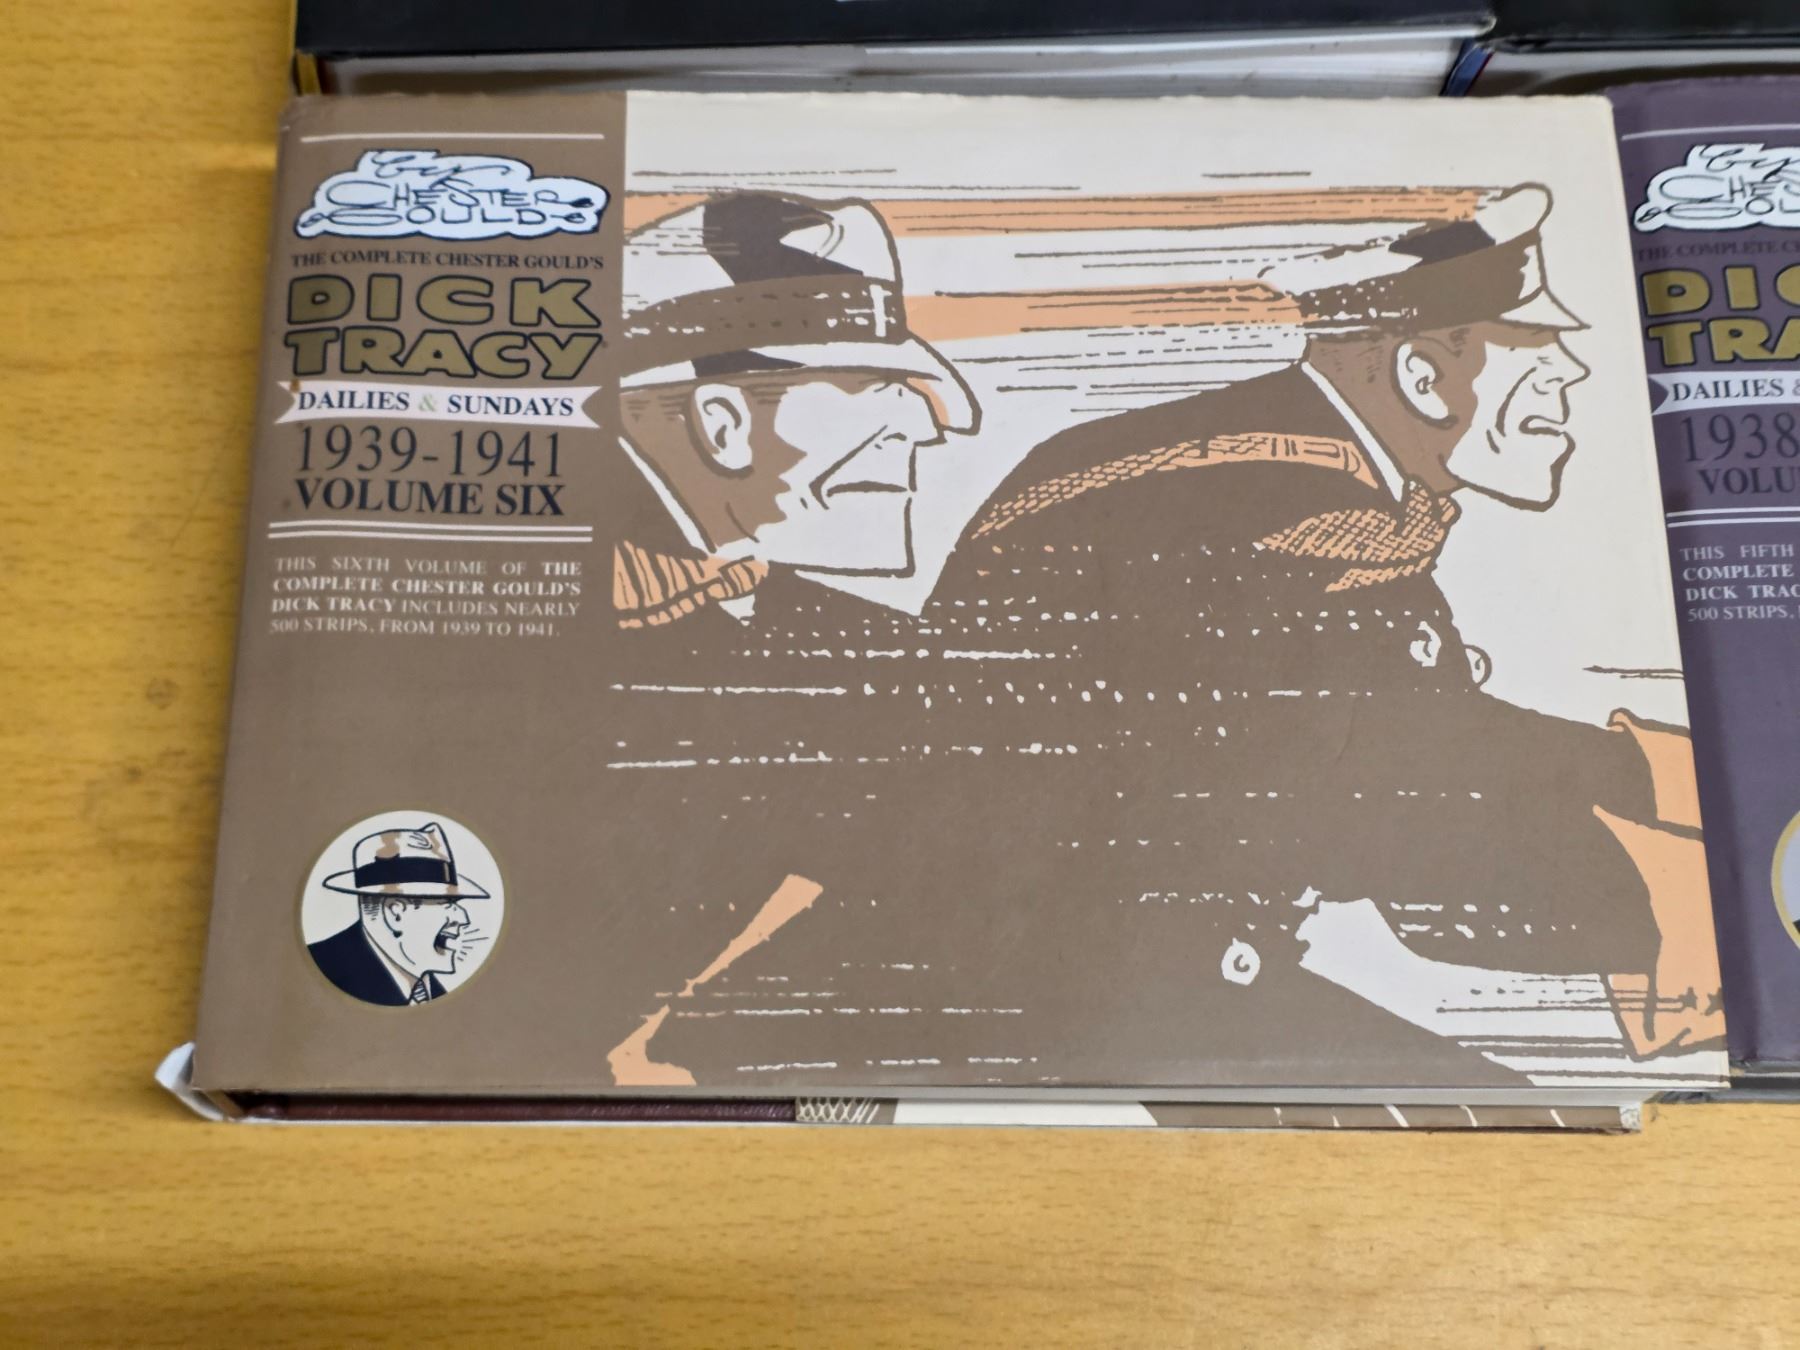 By
CHESTER
GOULD
THE COMPLETE CHESTER GOULD'S
DICK
TRACY
DAILIES & SUNDAYS
1939-1941
VOLUME SIX
THIS SIXTH VOLUME OF THE
COMPLETE CHESTER GOULD'S
DICK TRACY INCLUDES NEARLY
500 STRIPS, FROM 1939 TO 1941.
THE COMPLETE
DAILIES &
1938
THIS FIFTH
COMPLETE
DICK
500 STRIPS,